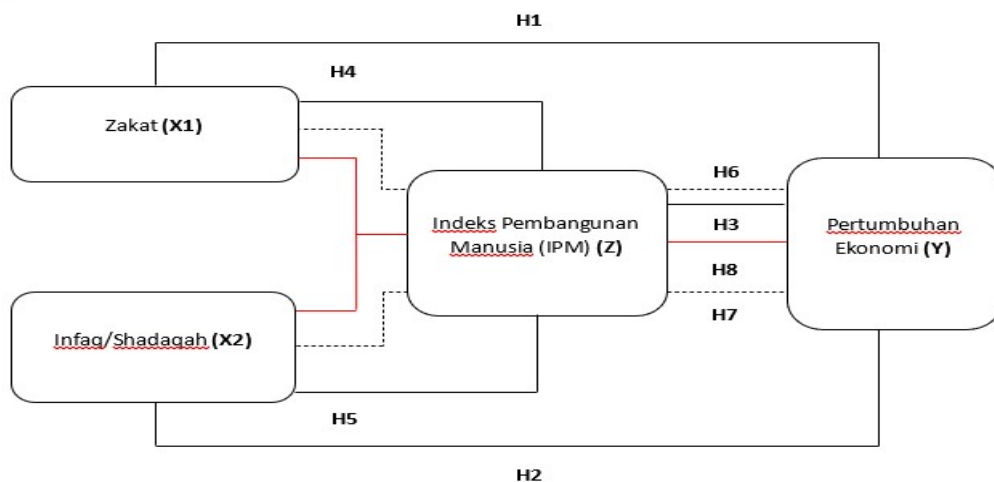 H1
H4
Zakat (X1)
H6
Indeks Pembangunan
Manusia (IPM) (Z)
H3
Pertumbuhan
Ekonomi (Y)
H8
H7
Infaq/Shadaqah (X2)
H5
H2